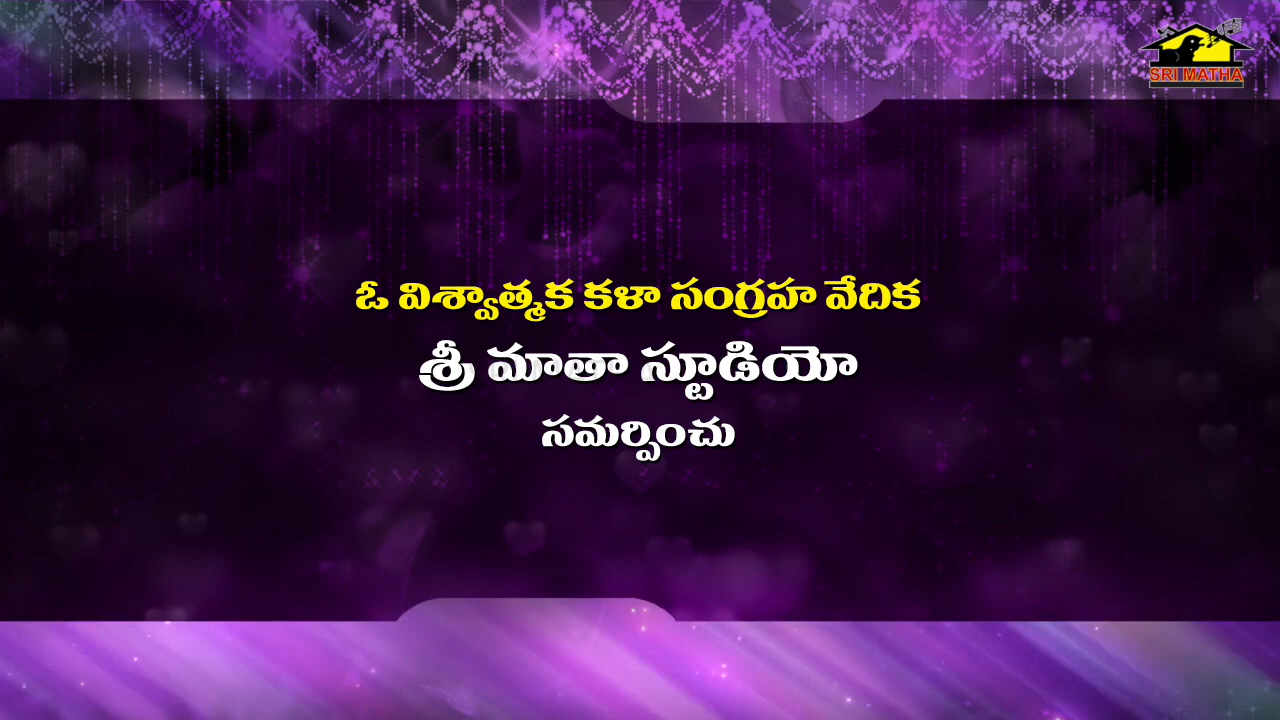 SRI MATHA
ఓ విశ్వాత్మక కళా సంగ్రహ వేదిక
శ్రీ మాతా స్టూడియో
సమర్పించు